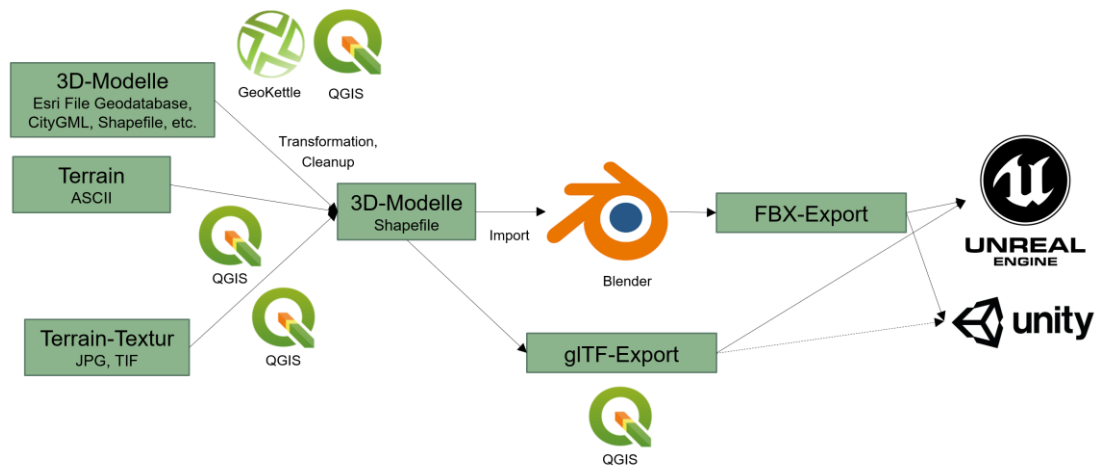 GeoKettle
QGIS
3D-Modelle
Esri File Geodatabase,
CityGML, Shapefile, etc.
Transformation,
Cleanup
Terrain
ASCII
3D-Modelle
Shapefile
Import
Blender
FBX-Export
UNREAL
ENGINE
QGIS
unity
Terrain-Textur
JPG, TIF
QGIS
glTF-Export
QGIS